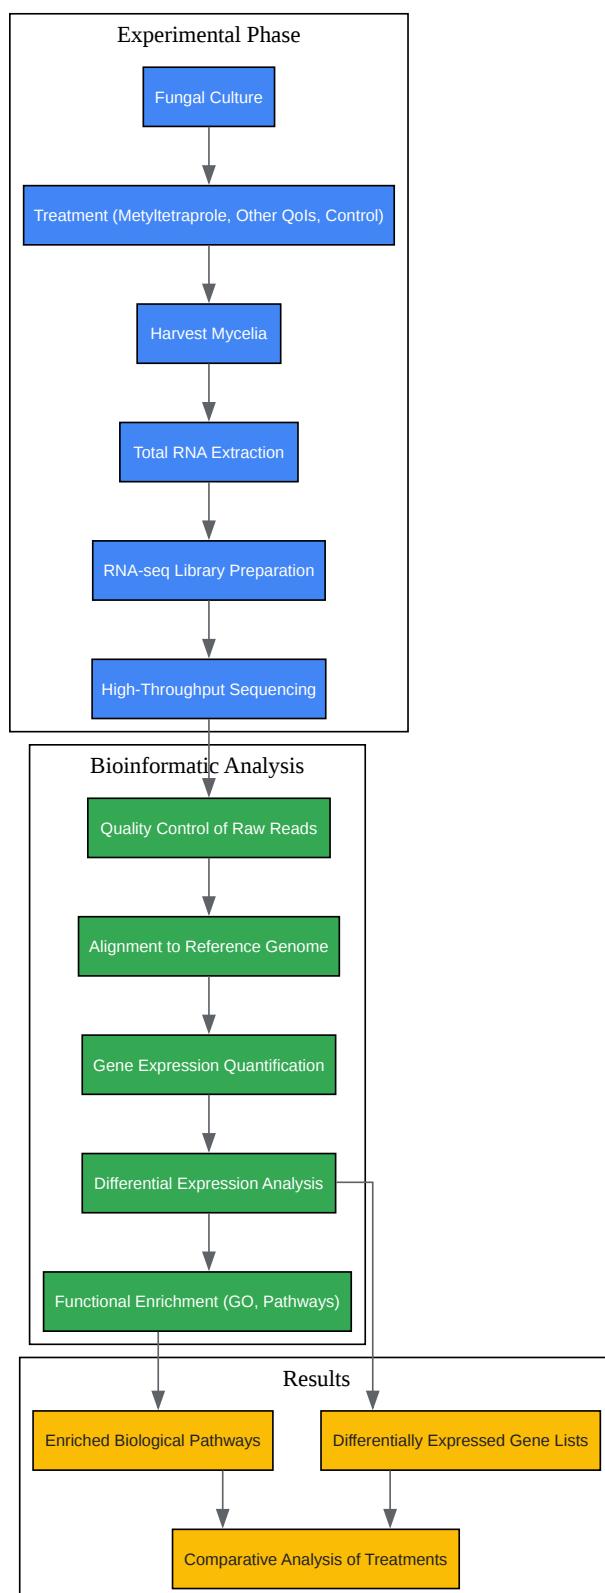 Experimental Phase
Fungal Culture
Treatment (Metyltetraprole, Other QoIs, Control)
Harvest Mycelia
Total RNA Extraction
RNA-seq Library Preparation
High-Throughput Sequencing
Bioinformatic Analysis
Quality Control of Raw Reads
Alignment to Reference Genome
Gene Expression Quantification
Differential Expression Analysis
Functional Enrichment (GO, Pathways)
Results
Enriched Biological Pathways
Differentially Expressed Gene Lists
Comparative Analysis of Treatments